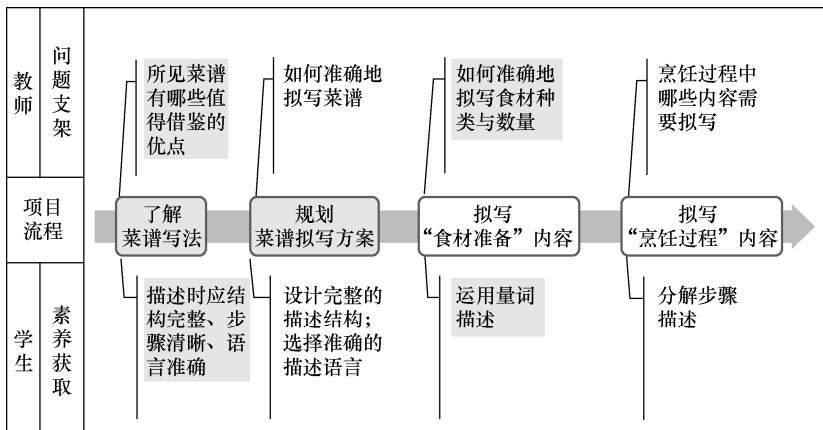 教师
问题支架
所见菜谱
有哪些值
得借鉴的
优点
如何准确地
拟写菜谱
如何准确地
拟写食材种
类与数量
烹饪过程中
哪些内容需
要拟写
项目
流程
了解
菜谱写法
规划
菜谱拟写方案
拟写
“食材准备”内容
拟写
“烹饪过程”内容
学生
素养获取
描述时应结
构完整、步
骤清晰、语
言准确
设计完整的
描述结构；
选择准确的
描述语言
运用量词
描述
分解步骤
描述